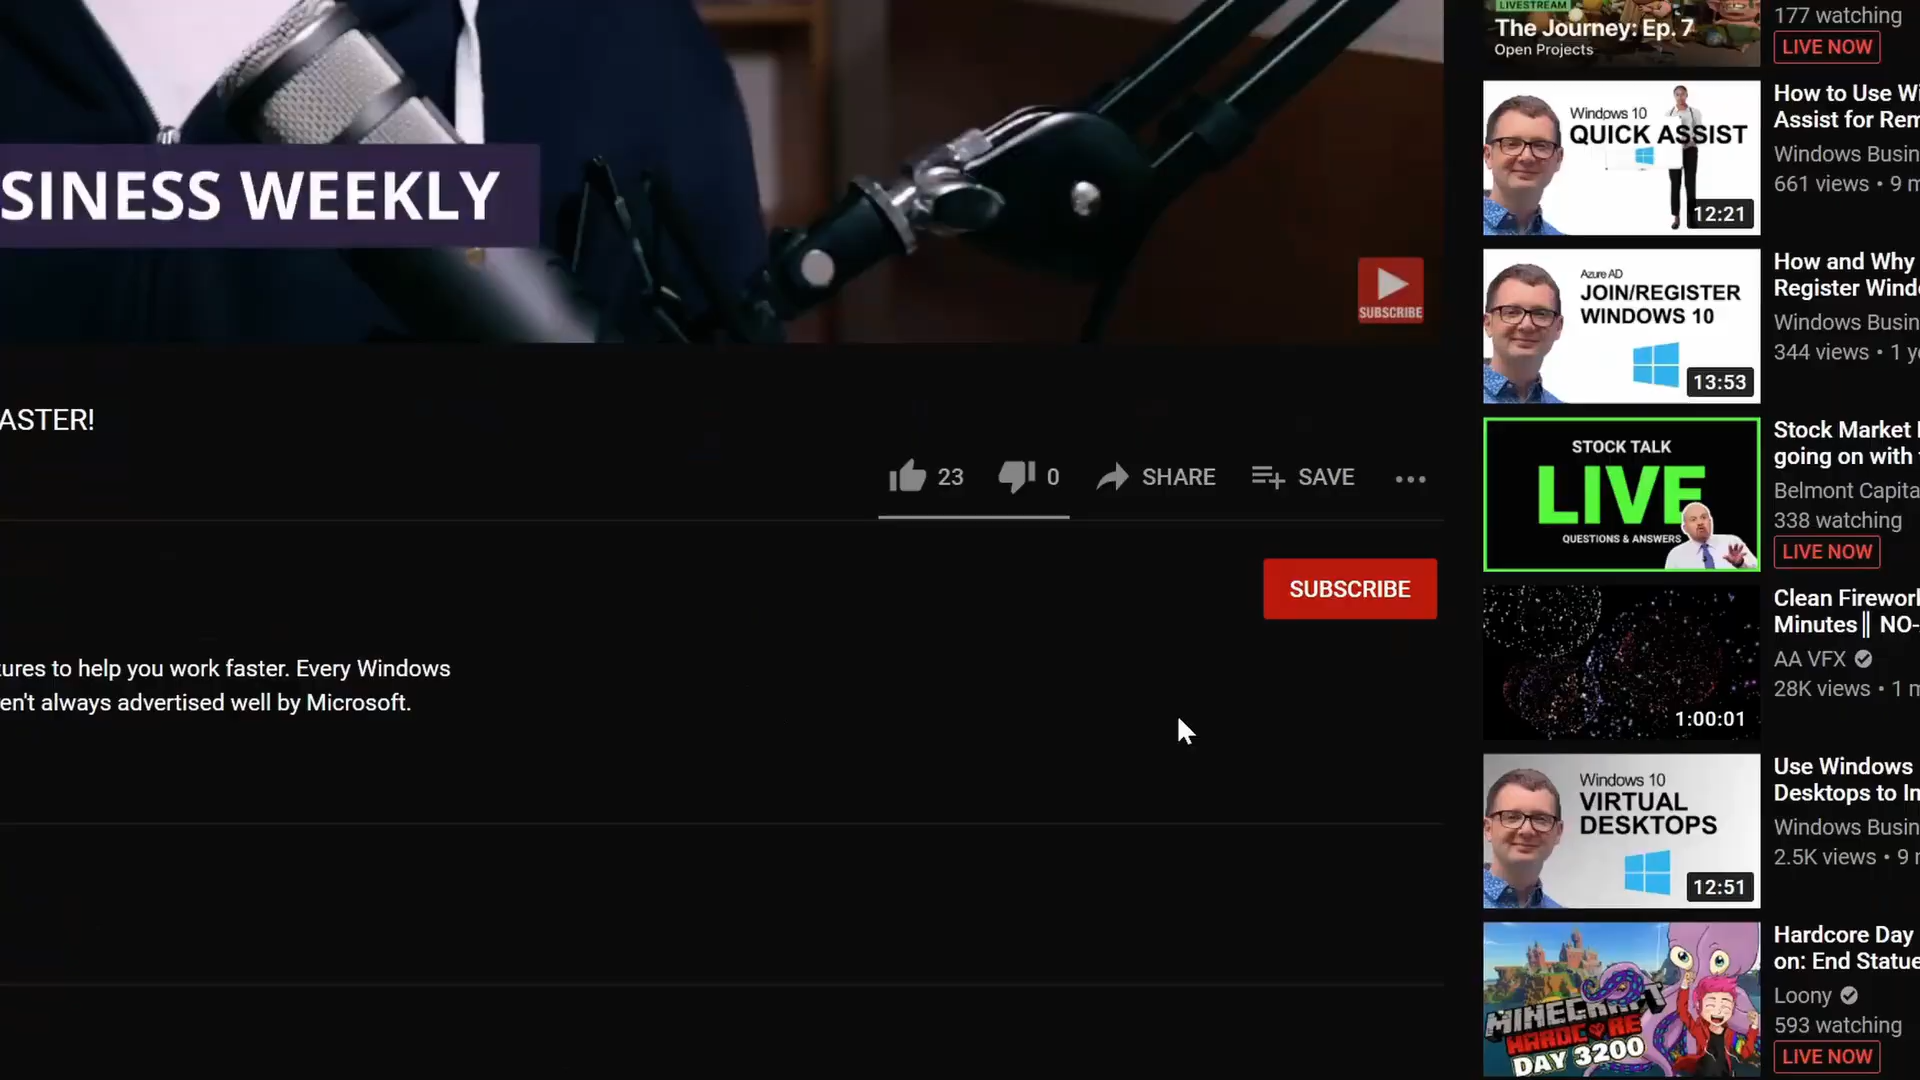 SINESS WEEKLY
SUBSCRIBE
ASTER!
23
0
SHARE
SAVE
SUBSCRIBE
tures to help you work faster. Every Windows
en't always advertised well by Microsoft.
LIVESTREAM
The Journey: Ep. 7
Open Projects
177 watching
LIVE NOW
Windows 10
QUICK ASSIST
12:21
How to Use Wi
Assist for Rem
Windows Busin
661 views • 9 m
Azure AD
JOIN/REGISTER
WINDOWS 10
13:53
How and Why
Register Windo
Windows Busin
344 views • 1 ye
STOCK TALK
LIVE
QUESTIONS & ANSWERS
Stock Market
going on with
Belmont Capita
338 watching
LIVE NOW
1:00:01
Clean Firework
Minutes║ NO-
AA VFX
28K views • 1 m
Windows 10
VIRTUAL
DESKTOPS
12:51
Use Windows
Desktops to In
Windows Busin
2.5K views • 9 m
MINECRAFT
HARDCORE
DAY 3200
Hardcore Day
on: End Statue
Loony
593 watching
LIVE NOW